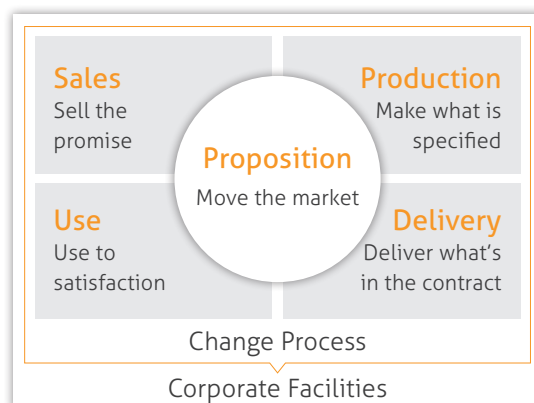 Sales
Sell the
promise
Production
Make what is
specified
Proposition
Move the market
Use
Use to
satisfaction
Delivery
Deliver what's
in the contract
Change Process
Corporate Facilities